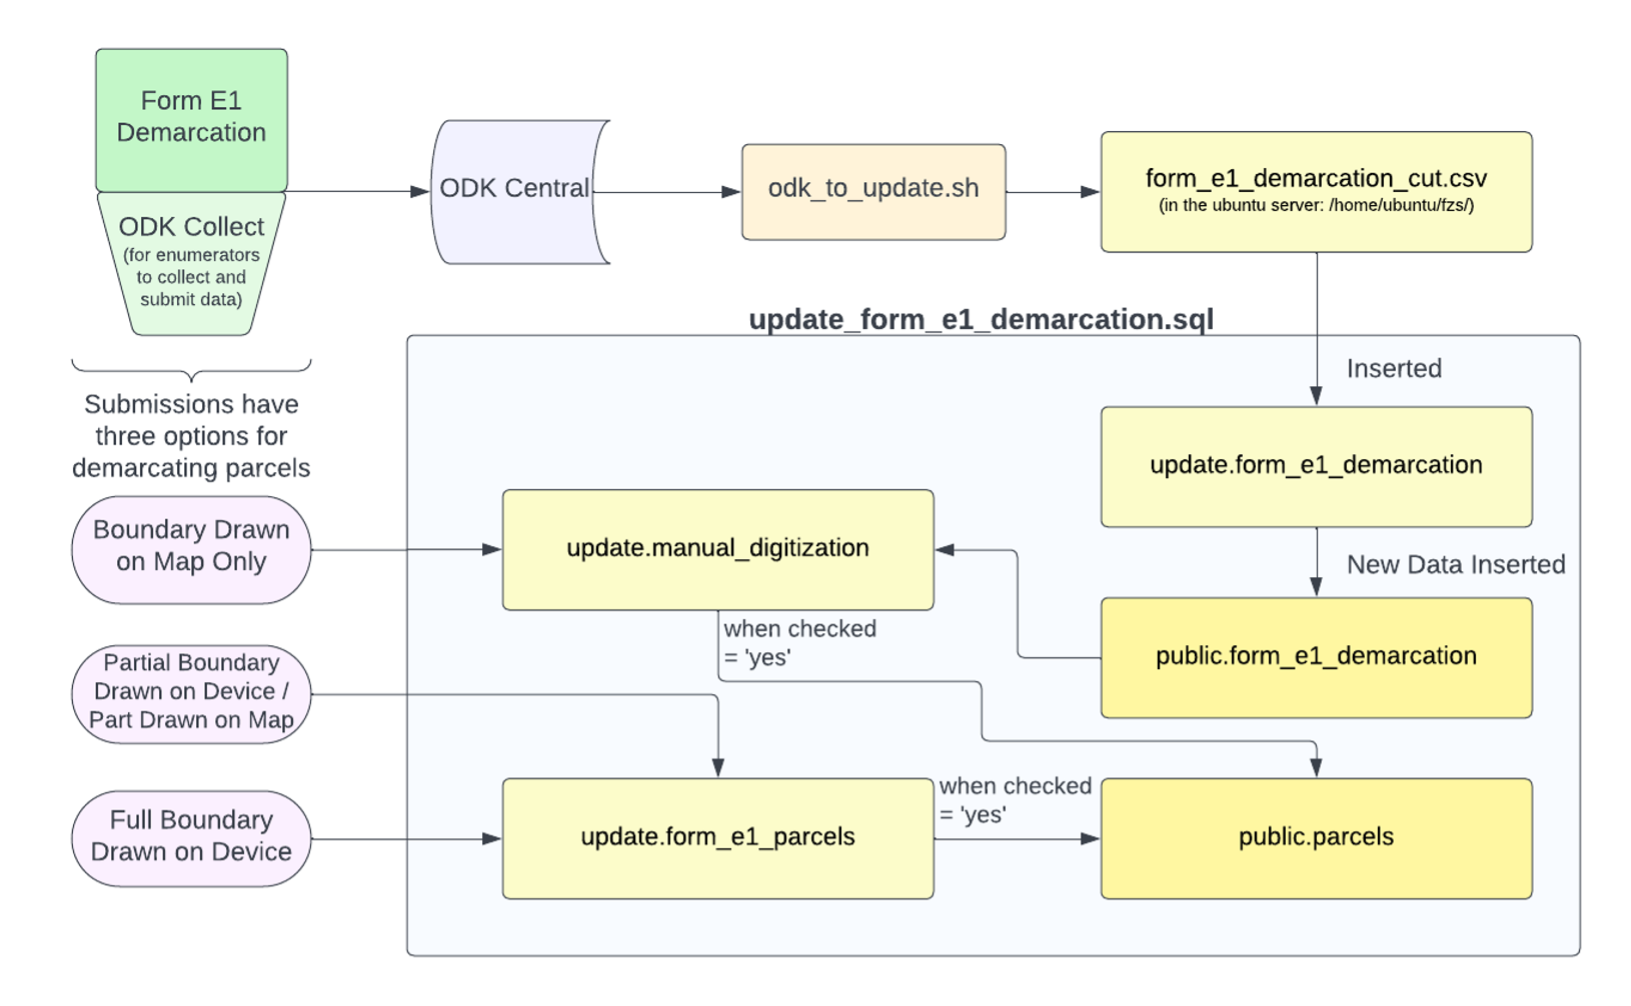 Form E1
Demarcation
ODK Collect
(for enumerators
to collect and
submit data)
ODK Central
odk_to_update.sh
form_e1_demarcation_cut.csv
(in the ubuntu server: /home/ubuntu/fzs/)
update_form_e1_demarcation.sql
Inserted
Submissions have
three options for
demarcating parcels
update.form_e1_demarcation
Boundary Drawn
on Map Only
update.manual_digitization
New Data Inserted
when checked
= 'yes'
Partial Boundary
Drawn on Device /
Part Drawn on Map
public.form_e1_demarcation
Full Boundary
Drawn on Device
update.form_e1_parcels
when checked
= 'yes'
public.parcels